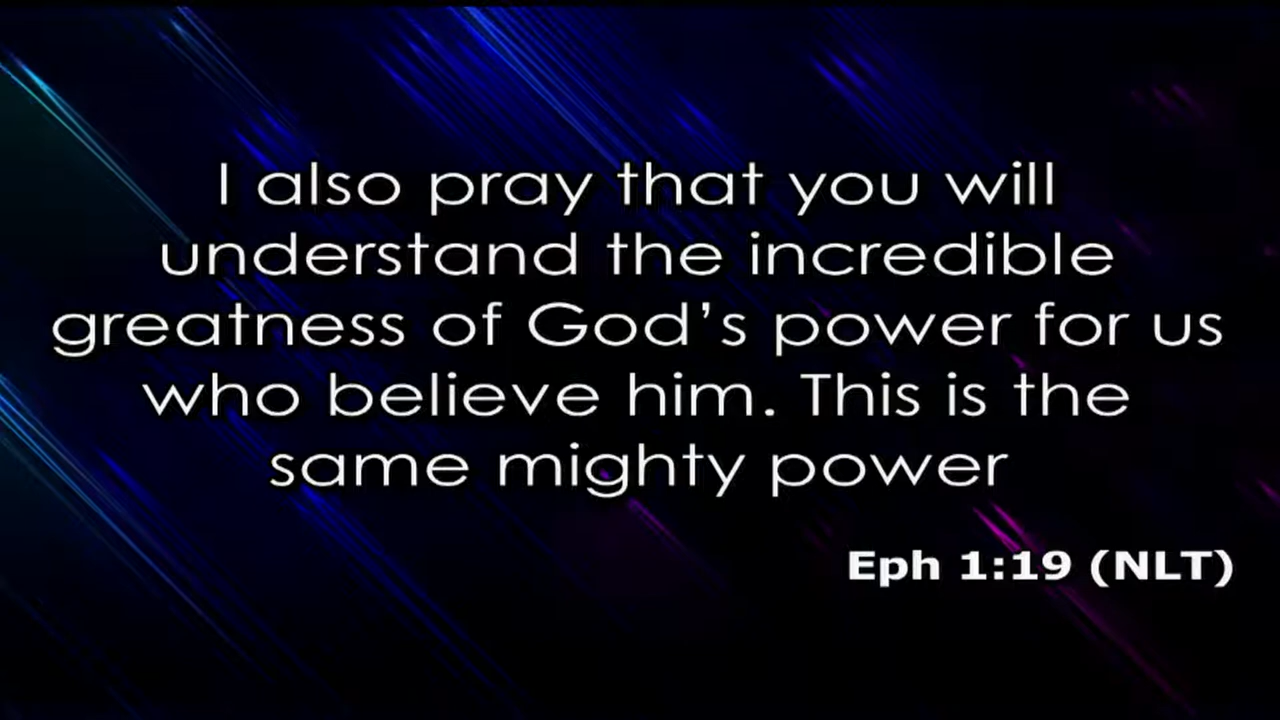 I also pray that you will
understand the incredible
greatness of God’s power for us
who believe him. This is the
same mighty power
Eph 1:19 (NLT)